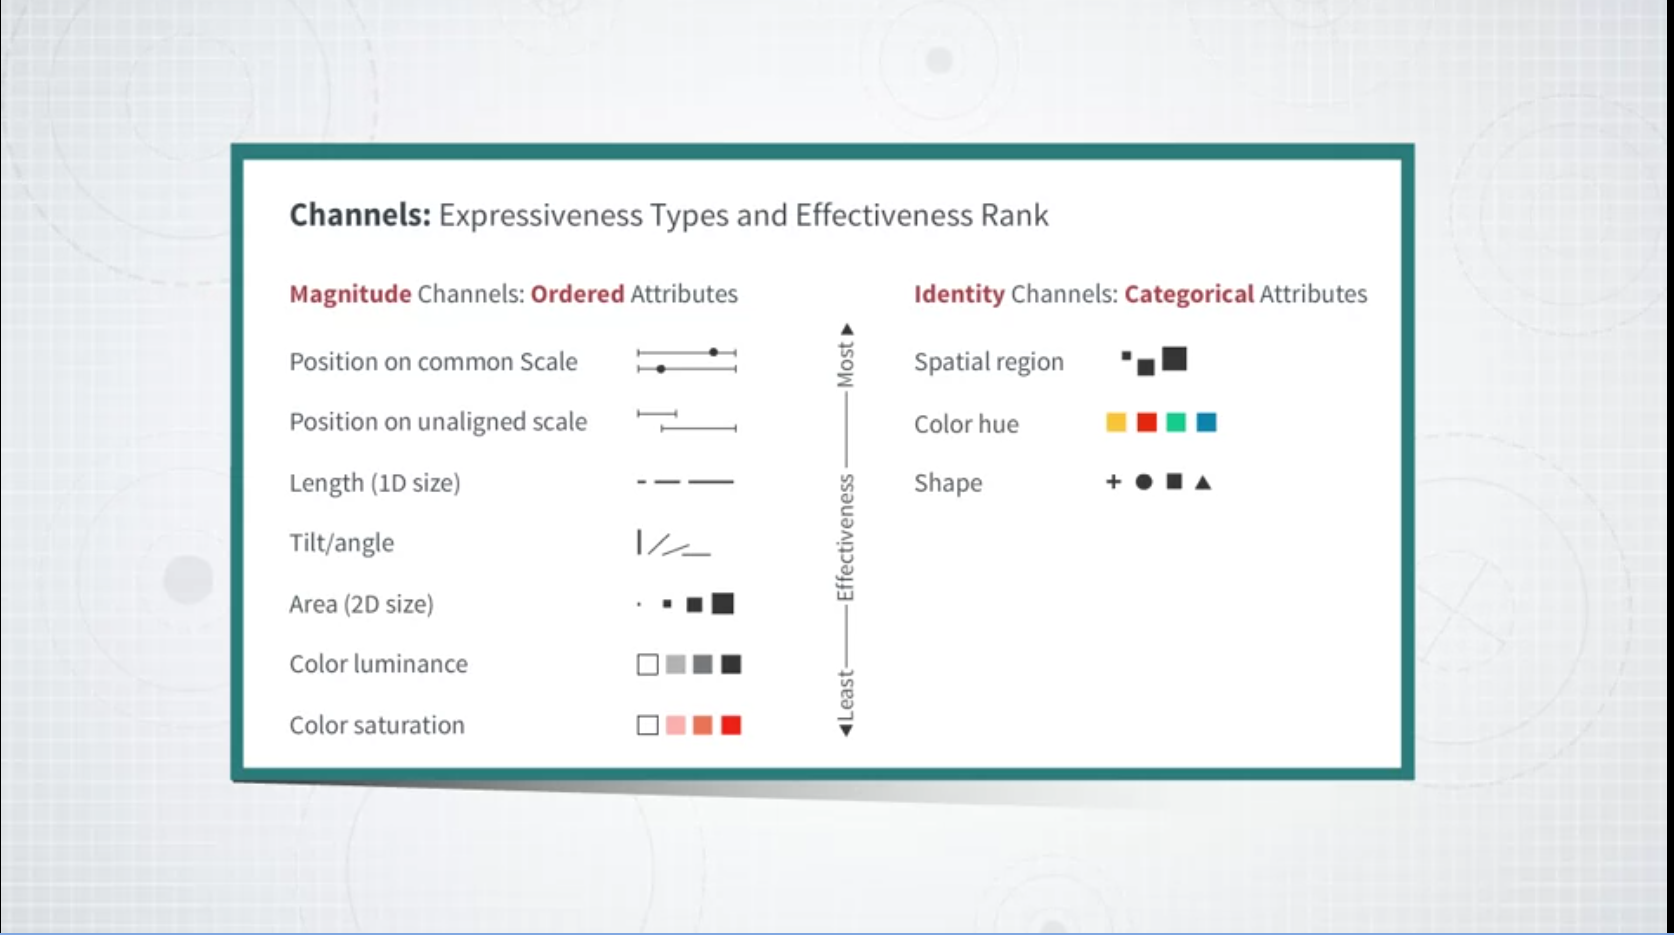 Channels: Expressiveness Types and Effectiveness Rank
Magnitude Channels: Ordered Attributes
Position on common Scale
Position on unaligned scale
Length (1D size)
Tilt/angle
Area (2D size)
Color luminance
Color saturation
Most
Effectiveness
Least
Identity Channels: Categorical Attributes
Spatial region
Color hue
Shape